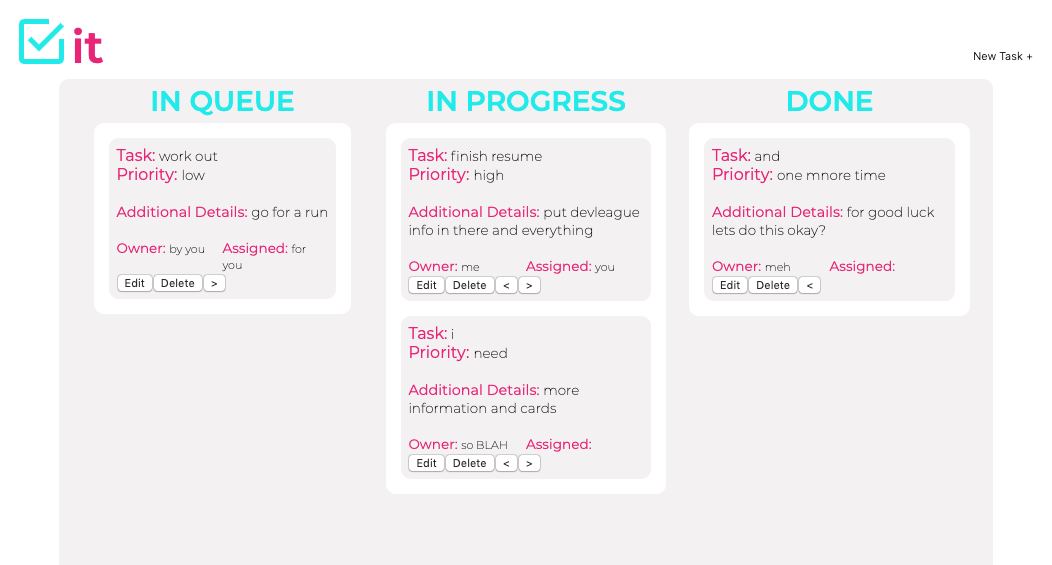 it
New Task +
IN QUEUE
Task: work out
Priority: low
Additional Details: go for a run
Owner: by you Assigned: for
you
Edit Delete >
IN PROGRESS
Task: finish resume
Priority: high
Additional Details: put devleague
info in there and everything
Owner: me Assigned: you
Edit Delete < >
Task: i
Priority: need
Additional Details: more
information and cards
Owner: so BLAH Assigned:
Edit Delete < >
DONE
Task: and
Priority: one mnore time
Additional Details: for good luck
lets do this okay?
Owner: meh Assigned:
Edit Delete <